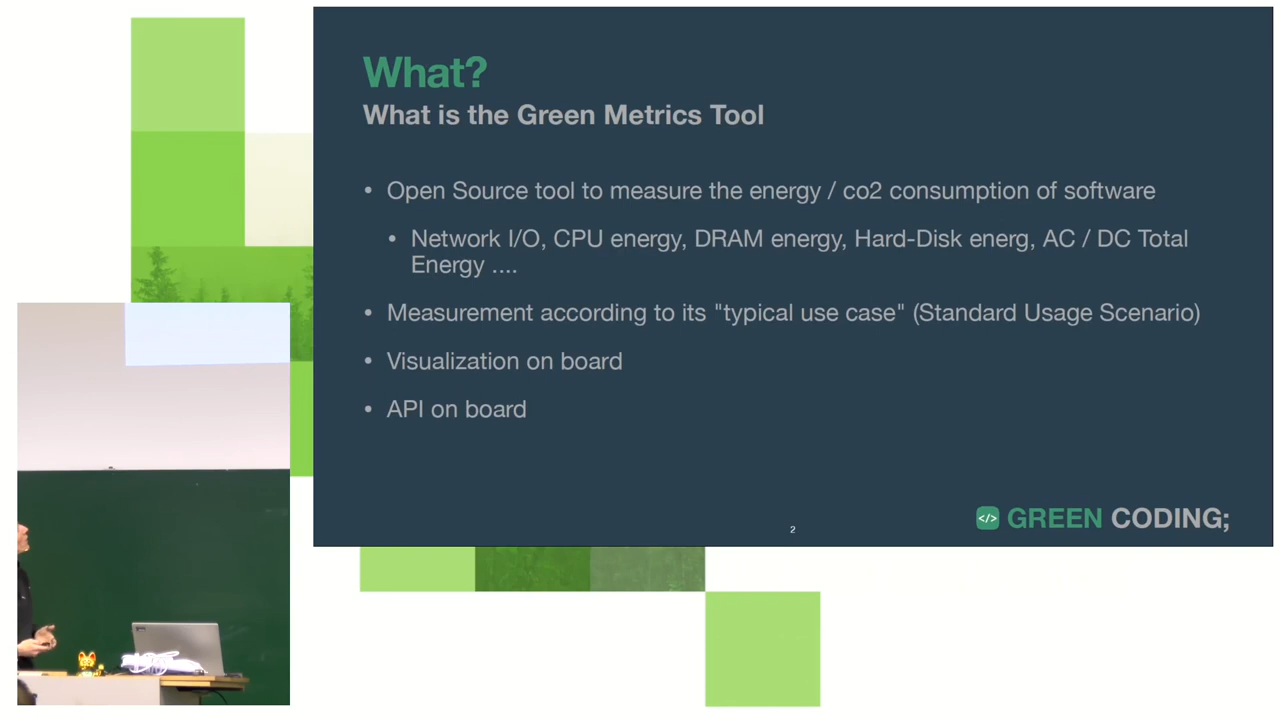 What?
What is the Green Metrics Tool
• Open Source tool to measure the energy / co2 consumption of software
• Network I/O, CPU energy, DRAM energy, Hard-Disk energ, AC / DC Total
Energy ....
• Measurement according to its "typical use case" (Standard Usage Scenario)
• Visualization on board
• API on board
2
</> GREEN CODING;